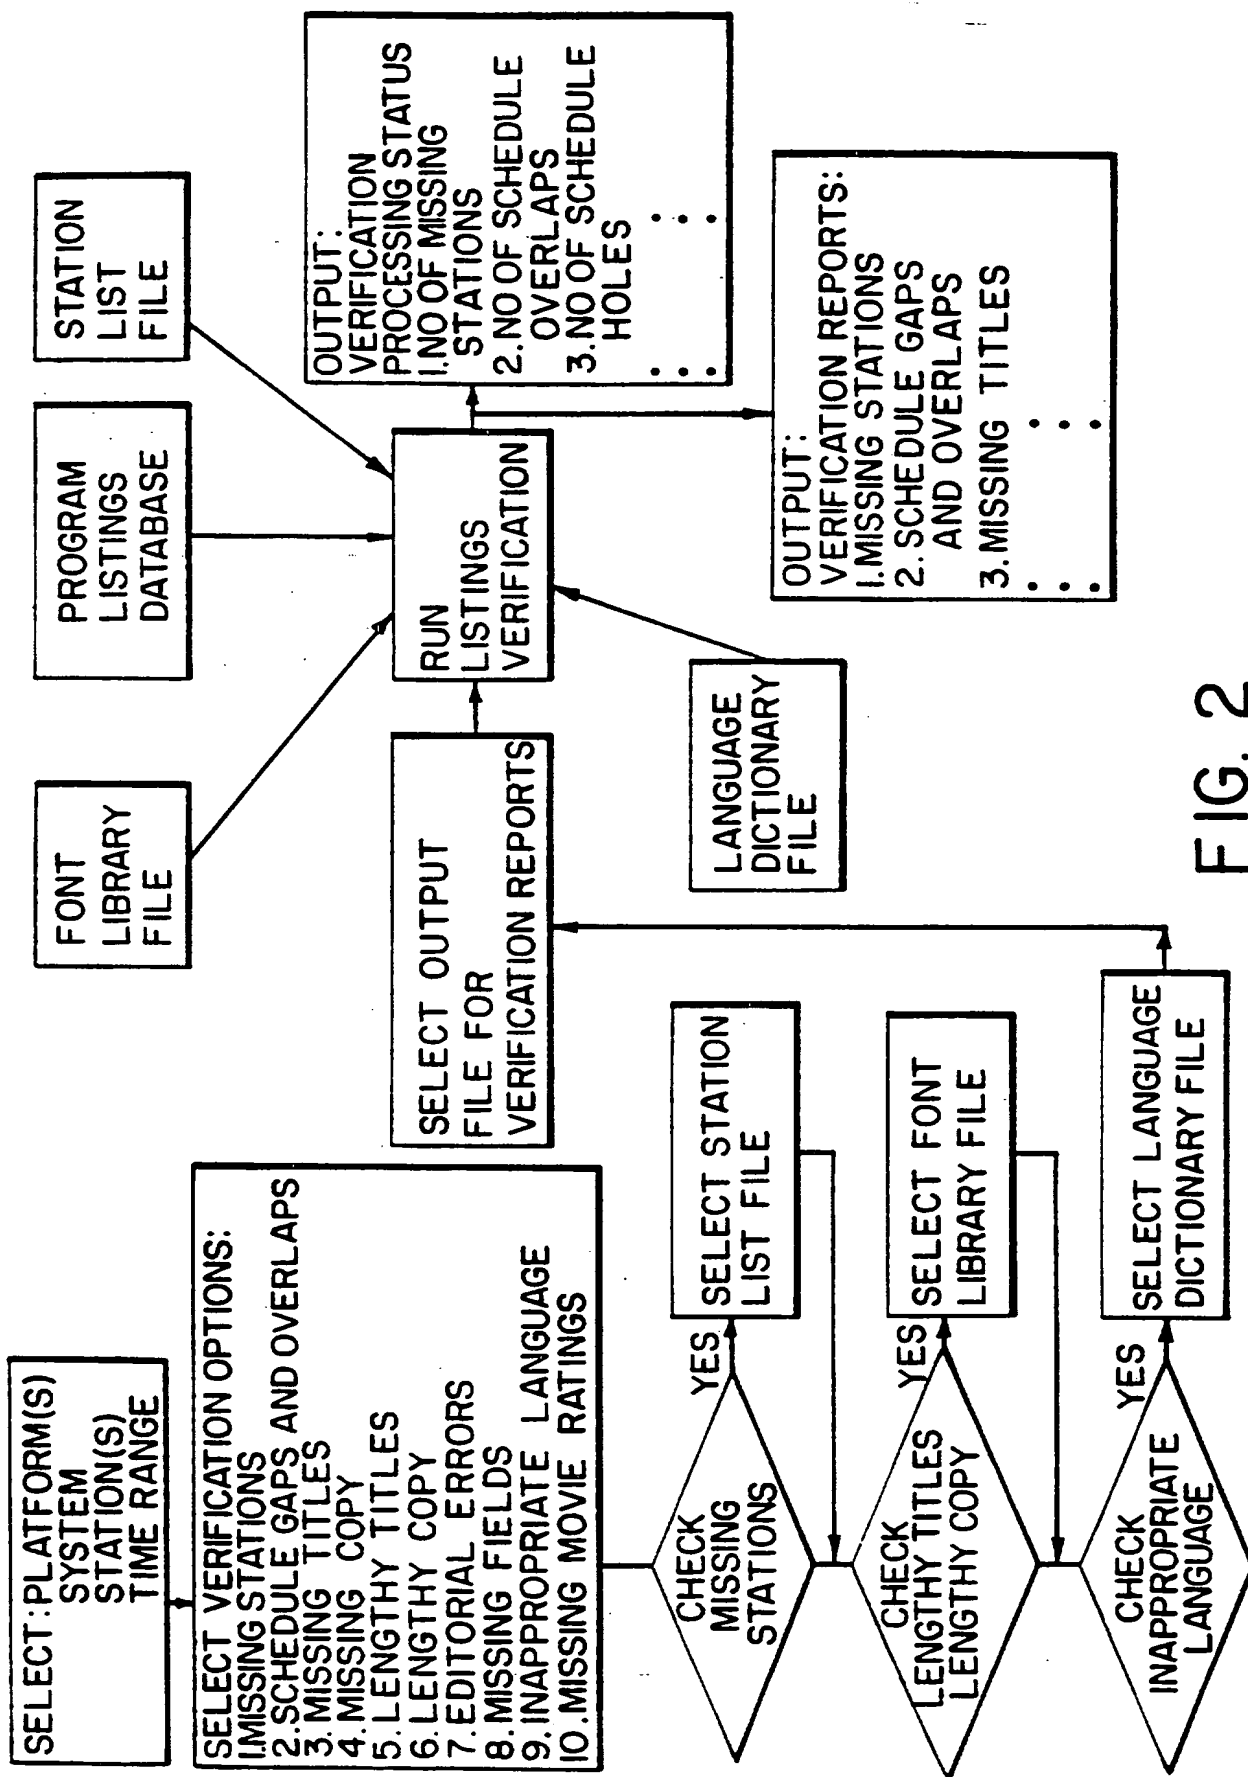 SELECT:PLATFORM(S)
SYSTEM
STATION(S)
TIME RANGE
SELECT VERIFICATION OPTIONS:
1.MISSING STATIONS
2.SCHEDULE GAPS AND OVERLAPS
3. MISSING TITLES
4. MISSING COPY
5. LENGTHY TITLES
6. LENGTHY COPY
7. EDITORIAL ERRORS
8. MISSING FIELDS
9. INAPPROPRIATE LANGUAGE
10. MISSING MOVIE RATINGS
CHECK
MISSING
STATIONS
YES
SELECT STATION
LIST FILE
CHECK
LENGTHY TITLES
LENGTHY COPY
YES
SELECT FONT
LIBRARY FILE
CHECK
INAPPROPRIATE
LANGUAGE
YES
SELECT LANGUAGE
DICTIONARY FILE
SELECT OUTPUT
FILE FOR
VERIFICATION REPORTS
FONT
LIBRARY
FILE
PROGRAM
LISTINGS
DATABASE
STATION
LIST
FILE
LANGUAGE
DICTIONARY
FILE
RUN
LISTINGS
VERIFICATION
OUTPUT:
VERIFICATION
PROCESSING STATUS
1.NO OF MISSING
STATIONS
2. NO OF SCHEDULE
OVERLAPS
3. NO OF SCHEDULE
HOLES
OUTPUT:
VERIFICATION REPORTS:
1.MISSING STATIONS
2. SCHEDULE GAPS
AND OVERLAPS
3. MISSING TITLES
FIG. 2